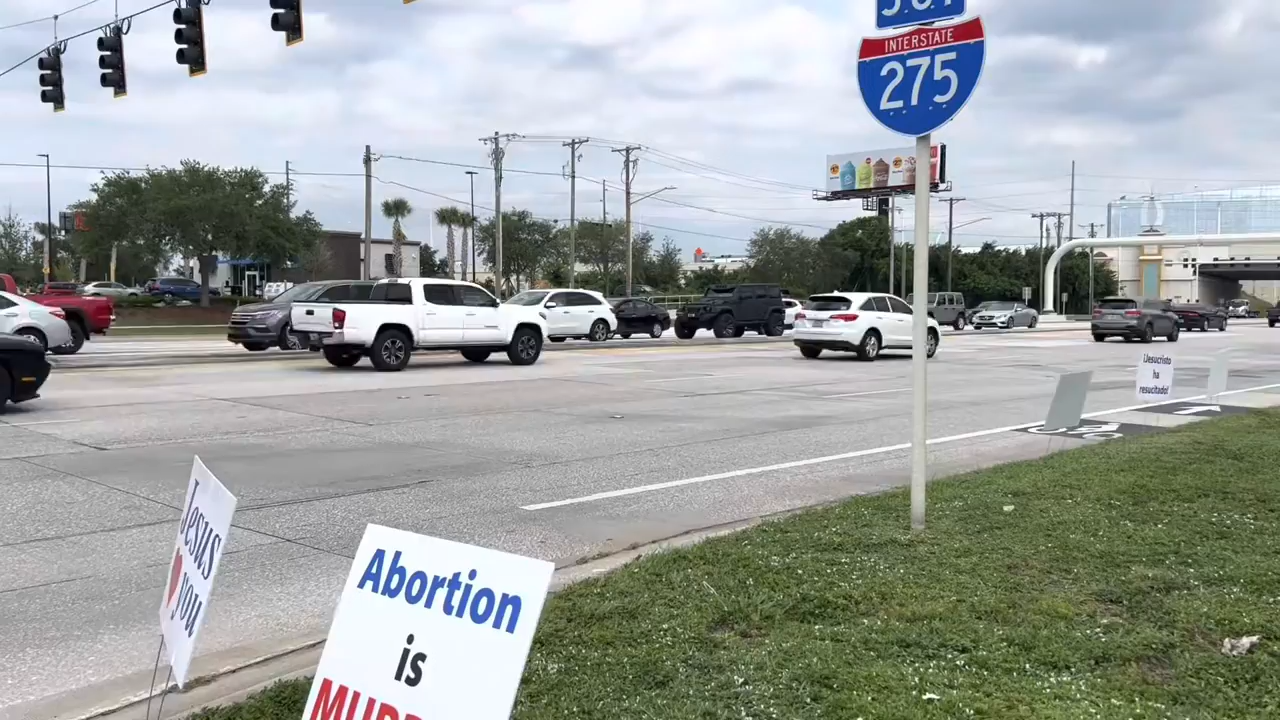 INTERSTATE
275
¡Jesucristo
ha
resucitado!
Jesus
you
Abortion
is